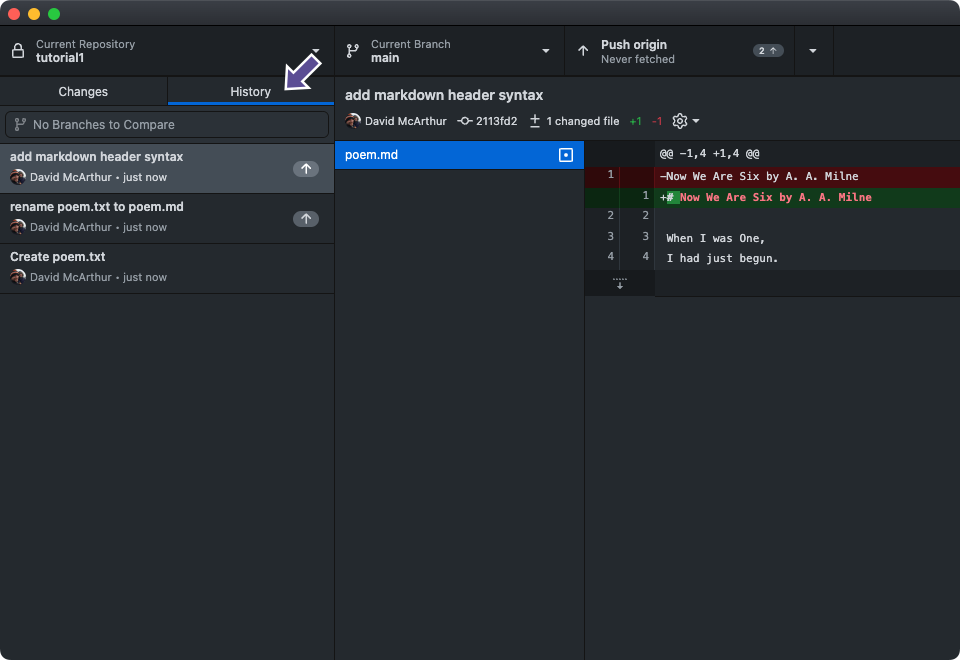 Current Repository
tutorial1
Current Branch
main
Push origin
Never fetched
2
Changes
History
No Branches to Compare
add markdown header syntax
David McArthur • just now
rename poem.txt to poem.md
David McArthur • just now
Create poem.txt
David McArthur • just now
add markdown header syntax
David McArthur 2113fd2 1 changed file +1 -1
poem.md
@@ -1,4 +1,4 @@
1 -Now We Are Six by A. A. Milne
1 +# Now We Are Six by A. A. Milne
2 2
3 3 When I was One,
4 4 I had just begun.